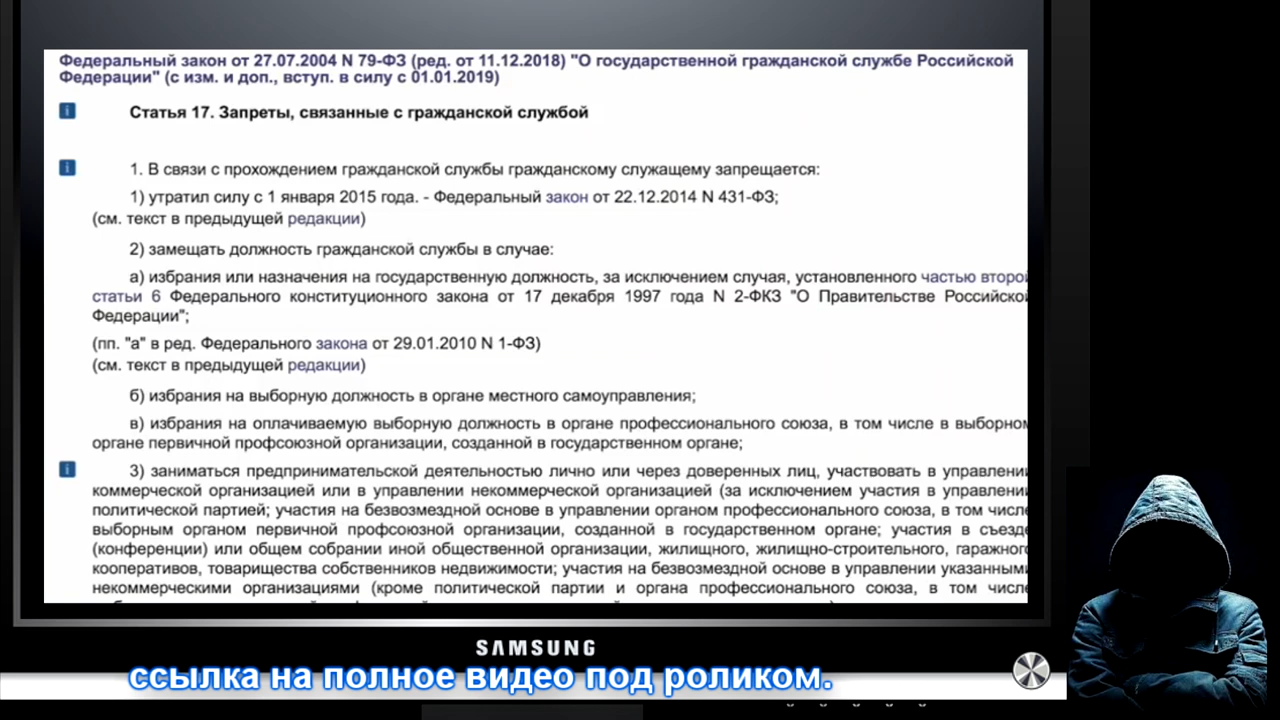 Федеральный закон от 27.07.2004 N 79-ФЗ (ред. от 11.12.2018) "О государственной гражданской службе Российской
Федерации" (с изм. и доп., вступ. в силу с 01.01.2019)
Статья 17. Запреты, связанные с гражданской службой
1. В связи с прохождением гражданской службы гражданскому служащему запрещается:
1) утратил силу с 1 января 2015 года. - Федеральный закон от 22.12.2014 N 431-ФЗ;
(см. текст в предыдущей редакции)
2) замещать должность гражданской службы в случае:
а) избрания или назначения на государственную должность, за исключением случая, установленного частью второй
статьи 6 Федерального конституционного закона от 17 декабря 1997 года N 2-ФКЗ "О Правительстве Российской
Федерации";
(пп. "а" в ред. Федерального закона от 29.01.2010 N 1-ФЗ)
(см. текст в предыдущей редакции)
б) избрания на выборную должность в органе местного самоуправления;
в) избрания на оплачиваемую выборную должность в органе профессионального союза, в том числе в выборном
органе первичной профсоюзной организации, созданной в государственном органе;
3) заниматься предпринимательской деятельностью лично или через доверенных лиц, участвовать в управлении
коммерческой организацией или в управлении некоммерческой организацией (за исключением участия в управлении
политической партией; участия на безвозмездной основе в управлении органом профессионального союза, в том числе
выборным органом первичной профсоюзной организации, созданной в государственном органе; участия в съезде
(конференции) или общем собрании иной общественной организации, жилищного, жилищно-строительного, гаражного
кооперативов, товарищества собственников недвижимости; участия на безвозмездной основе в управлении указанными
некоммерческими организациями (кроме политической партии и органа профессионального союза, в том числе
SAMSUNG
ссылка на полное видео под роликом.